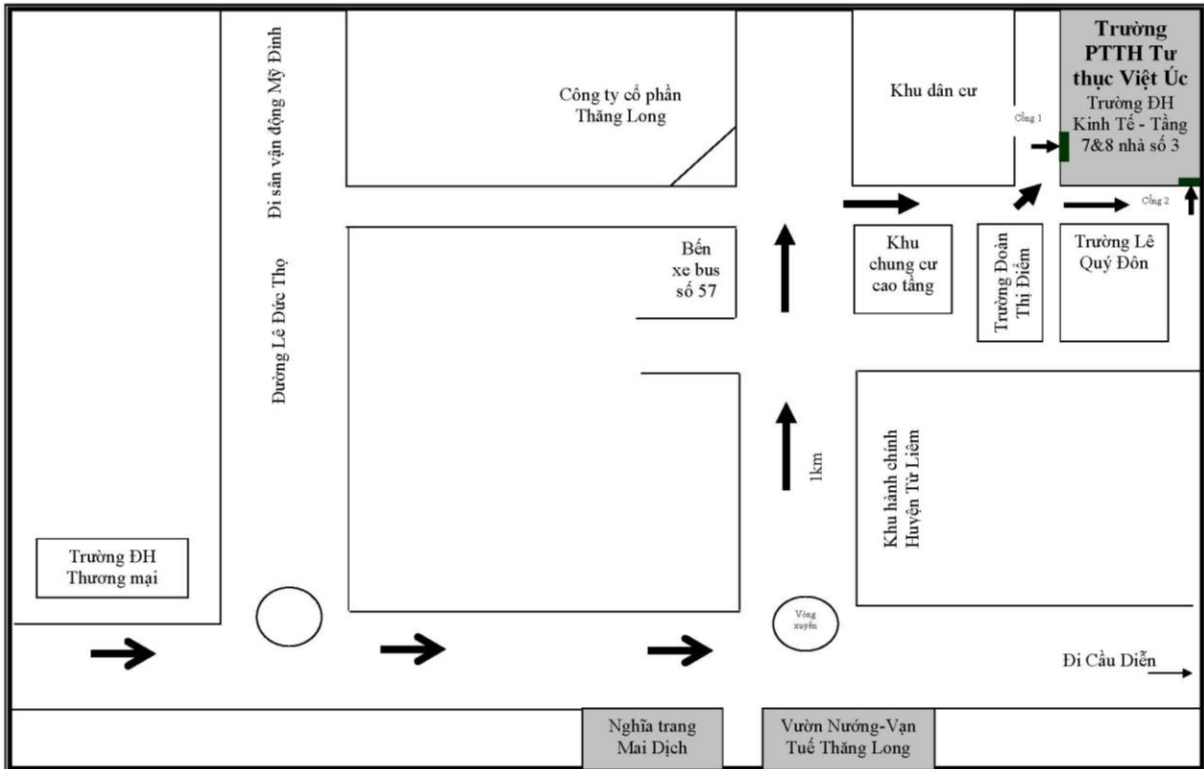 Đi sân vận động Mỹ Đình
Đường Lê Đức Thọ
Công ty cổ phần
Thăng Long
Khu dân cư
Cổng 1
Trường
PTTH Tư
thục Việt Úc
Trường ĐH
Kinh Tế - Tầng
7&8 nhà số 3
Cổng 2
Bến
xe bus
số 57
Khu
chung cư
cao tầng
Trường Đoàn
Thị Điểm
Trường Lê
Quý Đôn
1km
Khu hành chính
Huyện Từ Liêm
Trường ĐH
Thương mại
Vòng
xuyến
Đi Cầu Diễn
Nghĩa trang
Mai Dịch
Vườn Nướng-Vạn
Tuế Thăng Long